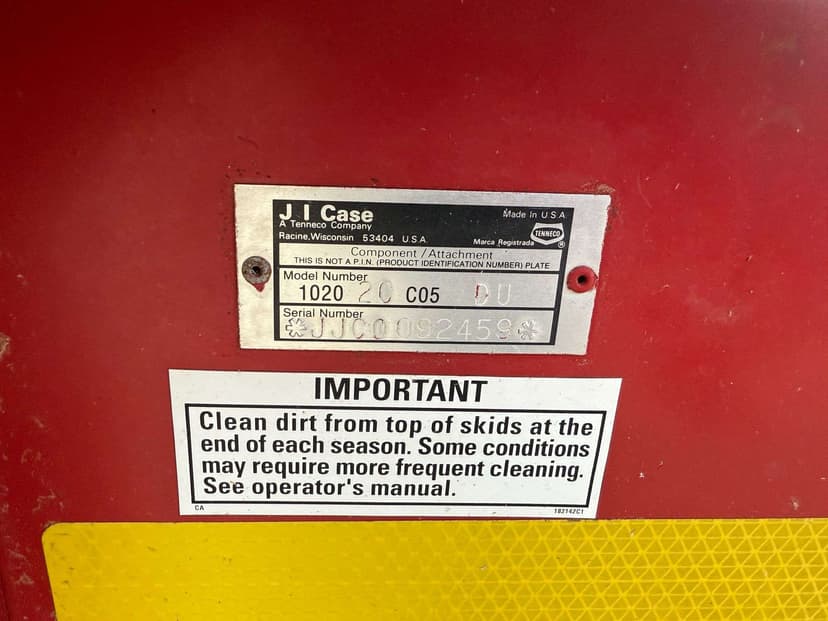 J I Case
A Tenneco Company
Racine, Wisconsin 53404 U.S.A.
Made In U S A
TENNECO
Marca Registrada ®
Component / Attachment
THIS IS NOT A P.I.N. (PRODUCT IDENTIFICATION NUMBER) PLATE
Model Number
1020 20 C05 DU
Serial Number
*JJC0092459*
IMPORTANT
Clean dirt from top of skids at the
end of each season. Some conditions
may require more frequent cleaning.
See operator's manual.
CA 182142C1